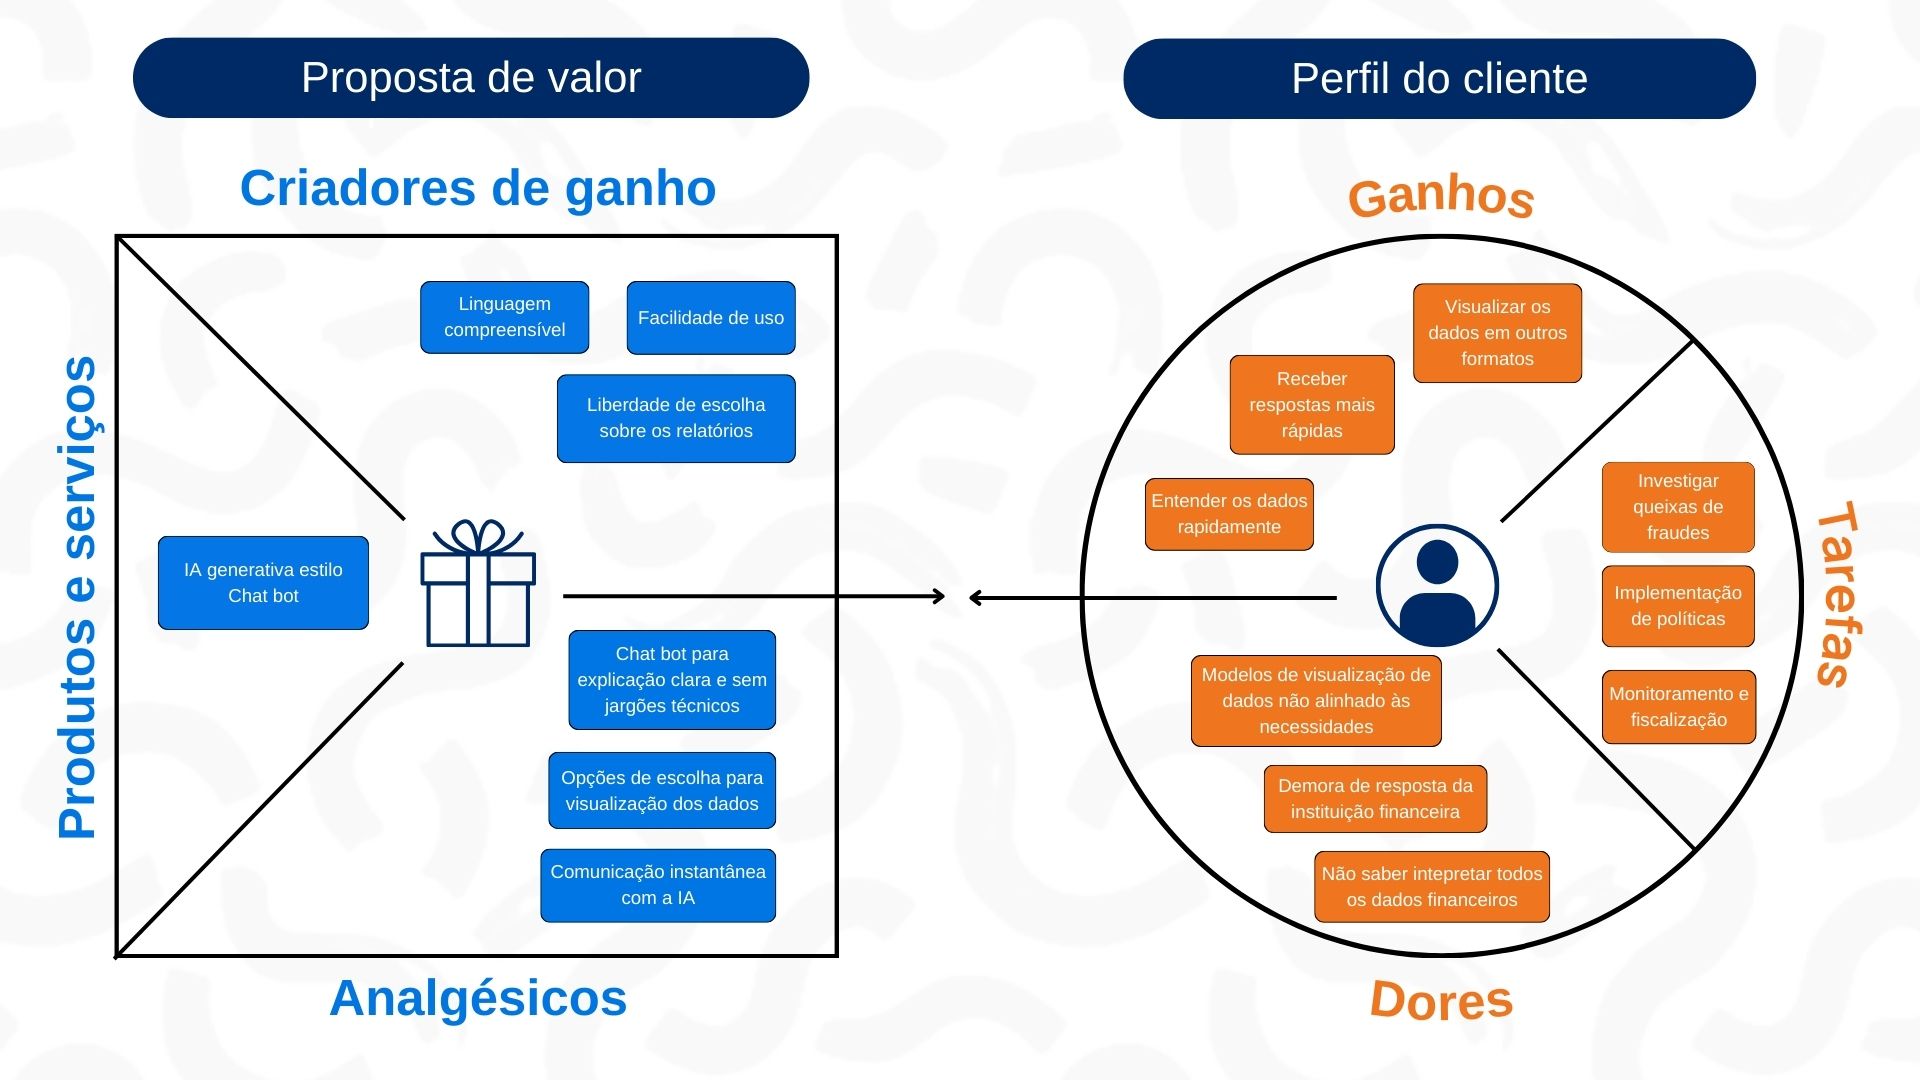 Proposta de valor
Perfil do cliente
Criadores de ganho
Linguagem
compreensível
Facilidade de uso
Liberdade de escolha
sobre os relatórios
Produtos e serviços
IA generativa estilo
Chat bot
Chat bot para
explicação clara e sem
jargões técnicos
Opções de escolha para
visualização dos dados
Comunicação instantânea
com a IA
Analgésicos
Ganhos
Visualizar os
dados em outros
formatos
Receber
respostas mais
rápidas
Entender os dados
rapidamente
Investigar
queixas de
fraudes
Implementação
de políticas
Monitoramento e
fiscalização
Tarefas
Modelos de visualização de
dados não alinhado às
necessidades
Demora de resposta da
instituição financeira
Não saber intepretar todos
os dados financeiros
Dores